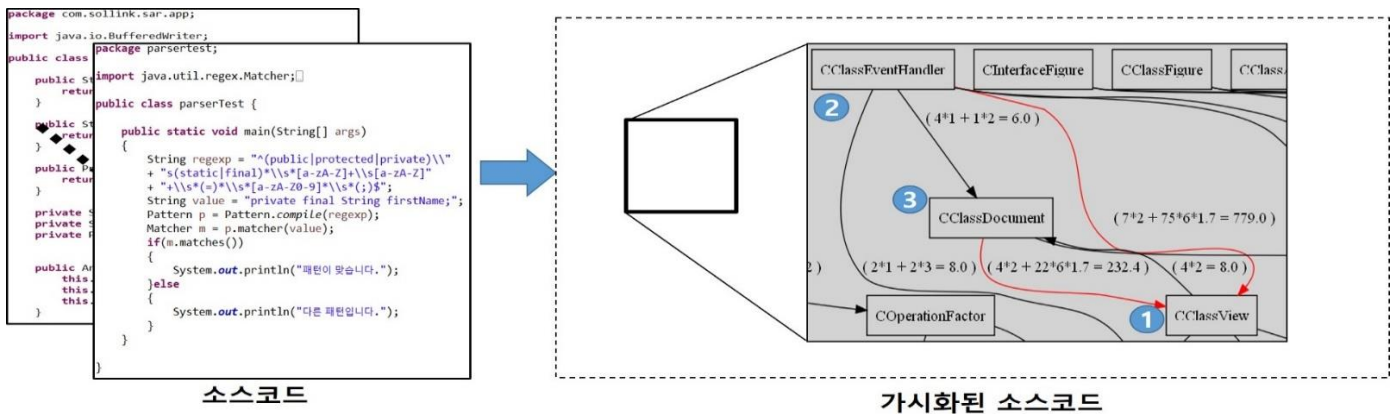 package com.sollink.sar.app;
import java.io.BufferedWriter;
public class
public St
retur
}
public St
retur
}
public P
retur
private S
private S
private P
public An
this.
this.
this.
}
package parsertest;
import java.util.regex.Matcher;
public class parserTest {
public static void main(String[] args)
{
String regexp = "^(public|protected|private)\\"
+ "s(static|final)*\\s*[a-zA-Z]+\\s[a-zA-Z]"
+ "+\\s*(=)*\\s*[a-zA-Z0-9]*\\s*(;)$";
String value = "private final String firstName;";
Pattern p = Pattern.compile(regexp);
Matcher m = p.matcher(value);
if(m.matches())
{
System.out.println("패턴이 맞습니다.");
}else
{
System.out.println("다른 패턴입니다.");
}
}
}
소스코드
CClassEventHandler CInterfaceFigure CClassFigure CClassA
2
( 4*1 + 1*2 = 6.0 )
3
CClassDocument
( 7*2 + 75*6*1.7 = 779.0 )
2 ) ( 2*1 + 2*3 = 8.0 ) ( 4*2 + 22*6*1.7 = 232.4 ) ( 4*2 = 8.0 )
COperationFactor
1
CClassView
가시화된 소스코드